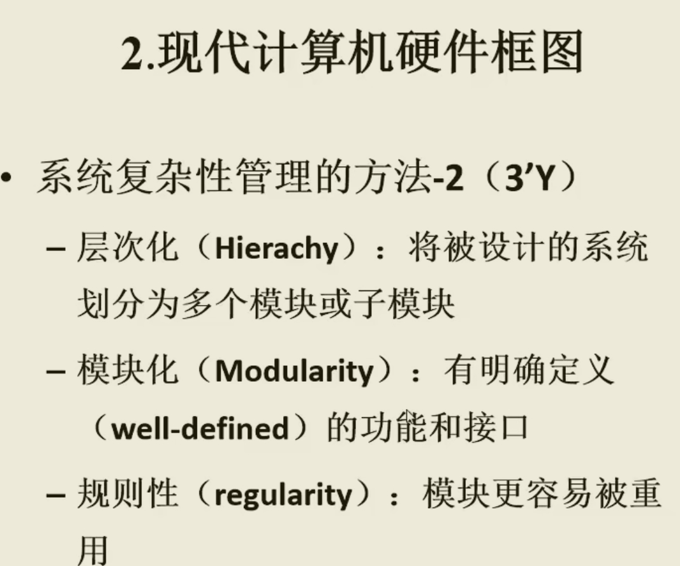 2.现代计算机硬件框图
• 系统复杂性管理的方法-2（3’Y）
– 层次化（Hierachy）：将被设计的系统
划分为多个模块或子模块
– 模块化（Modularity）：有明确定义
（well-defined）的功能和接口
– 规则性（regularity）：模块更容易被重
用